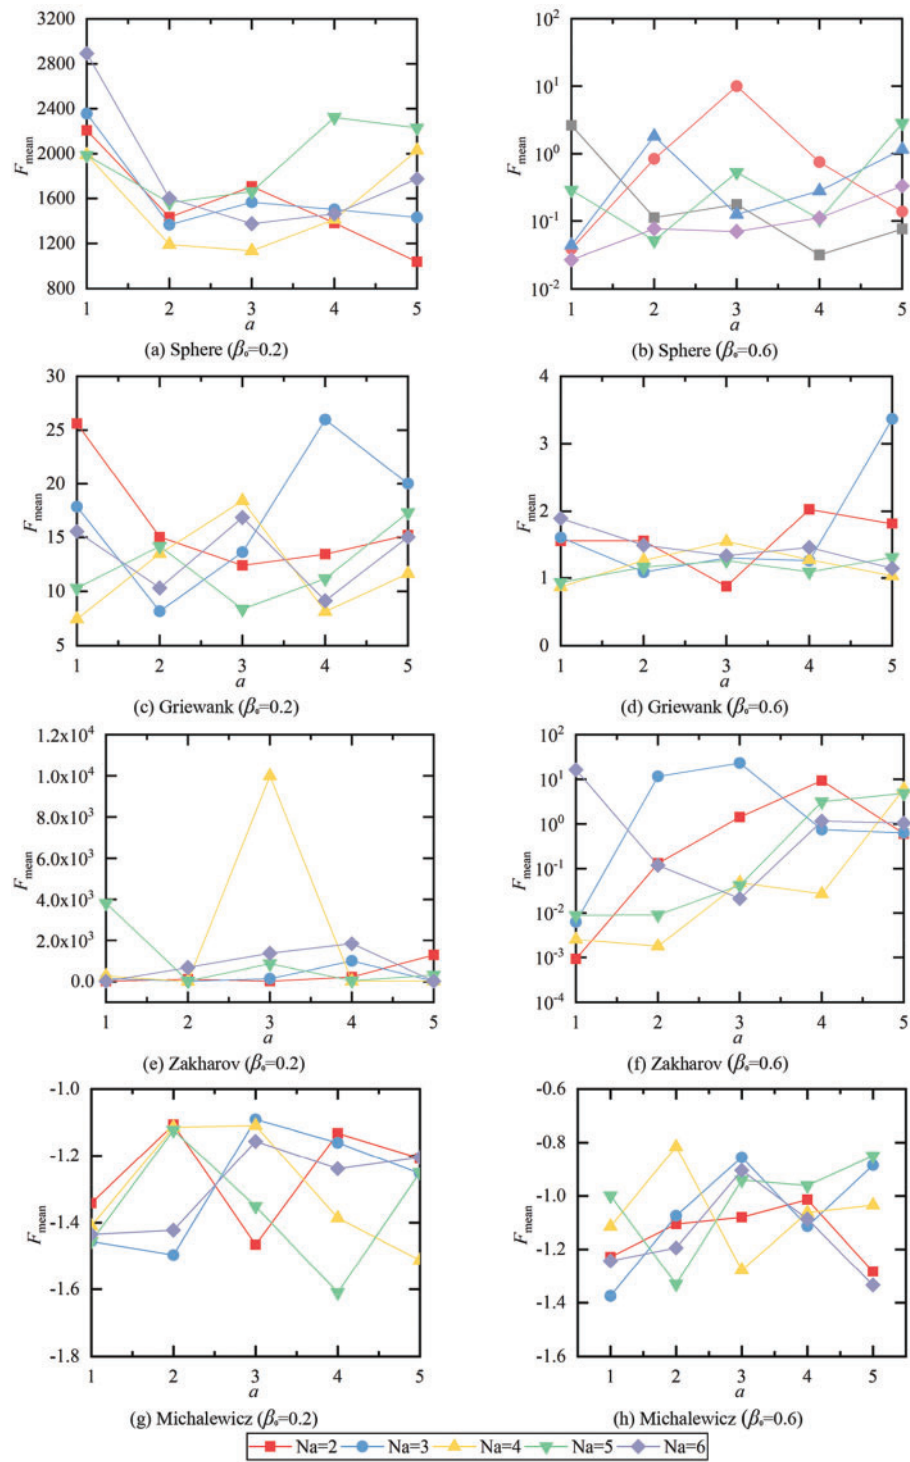 3200
2800
2400
2000
1600
1200
800
F mean
1 2 3 4 5
a
(a) Sphere (β₀=0.2)
10²
10¹
10⁰
10⁻¹
10⁻²
F mean
1 2 3 4 5
a
(b) Sphere (β₀=0.6)
30
25
20
15
10
5
F mean
1 2 3 4 5
a
(c) Griewank (β₀=0.2)
4
3
2
1
0
F mean
1 2 3 4 5
a
(d) Griewank (β₀=0.6)
1.2x10⁴
1.0x10⁴
8.0x10³
6.0x10³
4.0x10³
2.0x10³
0.0
F mean
1 2 3 4 5
a
(e) Zakharov (β₀=0.2)
10²
10¹
10⁰
10⁻¹
10⁻²
10⁻³
10⁻⁴
F mean
1 2 3 4 5
a
(f) Zakharov (β₀=0.6)
-1.0
-1.2
-1.4
-1.6
-1.8
F mean
1 2 3 4 5
a
(g) Michalewicz (β₀=0.2)
-0.6
-0.8
-1.0
-1.2
-1.4
-1.6
F mean
1 2 3 4 5
a
(h) Michalewicz (β₀=0.6)
Na=2 Na=3 Na=4 Na=5 Na=6